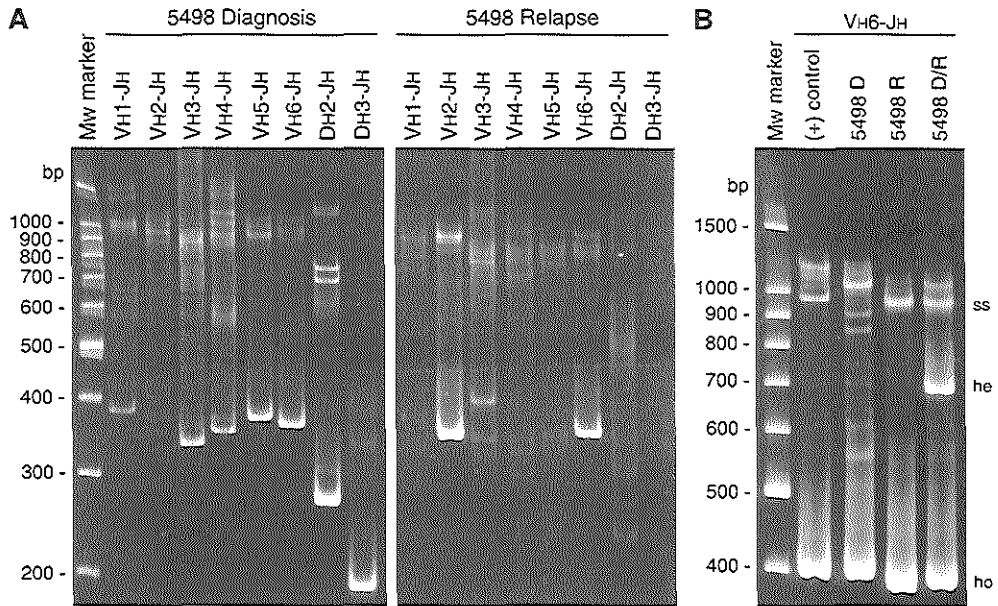 A
5498 Diagnosis
5498 Relapse
B
VH6-JH
Mw marker
VH1-JH
VH2-JH
VH3-JH
VH4-JH
VH5-JH
VH6-JH
DH2-JH
DH3-JH
VH1-JH
VH2-JH
VH3-JH
VH4-JH
VH5-JH
VH6-JH
DH2-JH
DH3-JH
Mw marker
(+) control
5498 D
5498 R
5498 D/R
bp
1000 -
900 -
800 -
700 -
600 -
500 -
400 -
300 -
200 -
bp
1500 -
1000 -
900 -
800 -
700 -
600 -
500 -
400 -
ss
he
ho